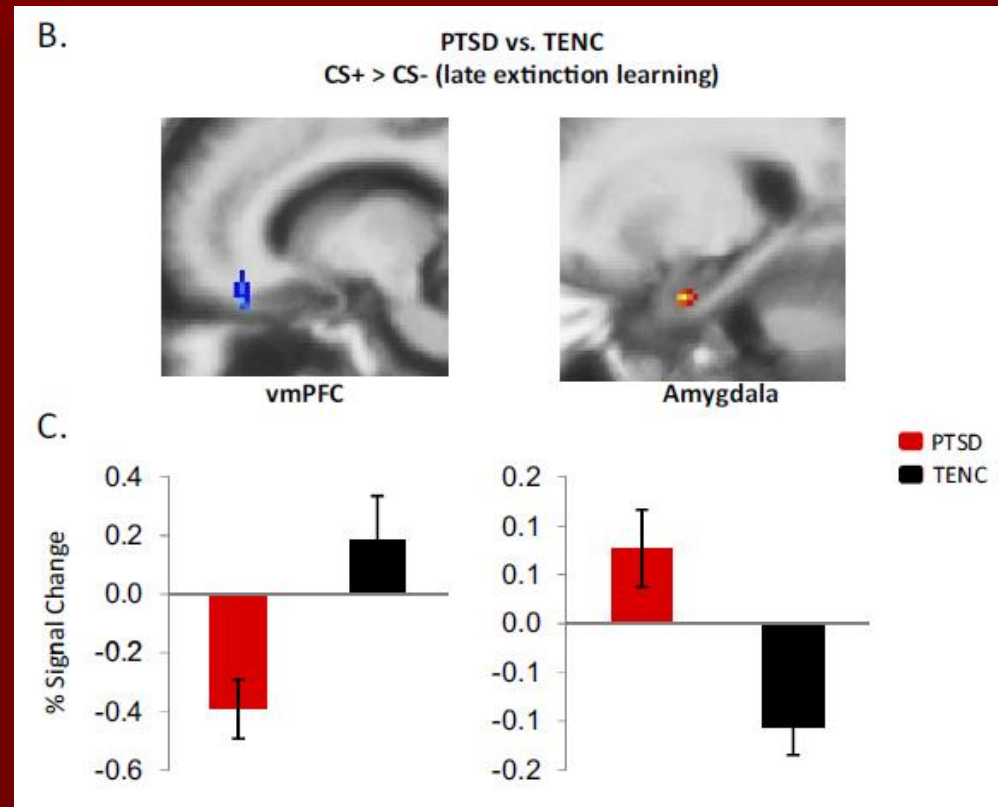 B.
PTSD vs. TENC
CS+ > CS- (late extinction learning)
vmPFC
Amygdala
C.
PTSD
TENC
% Signal Change
0.4
0.2
0.0
-0.2
-0.4
-0.6
0.2
0.1
0.1
0.0
-0.1
-0.1
-0.2